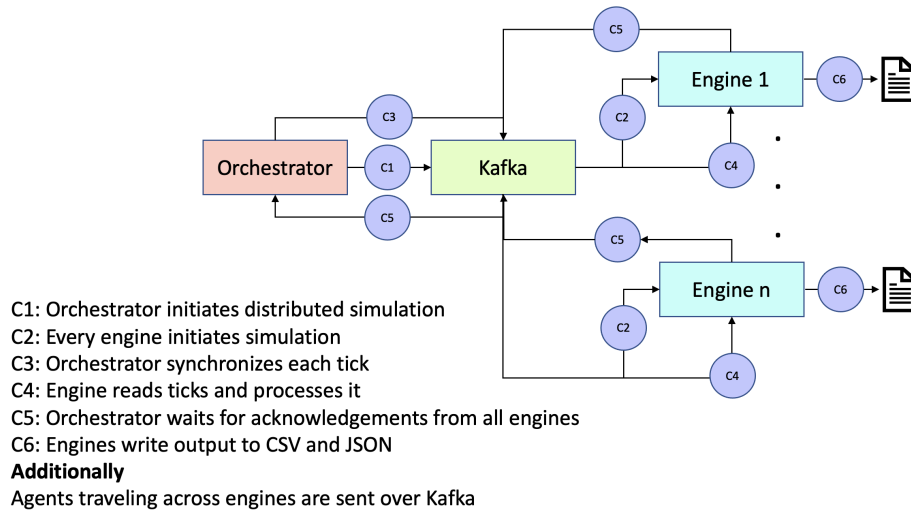 C5
Engine 1
C6
C3
C2
Orchestrator
C1
Kafka
C4
C5
C5
Engine n
C6
C2
C4
C1: Orchestrator initiates distributed simulation
C2: Every engine initiates simulation
C3: Orchestrator synchronizes each tick
C4: Engine reads ticks and processes it
C5: Orchestrator waits for acknowledgements from all engines
C6: Engines write output to CSV and JSON
Additionally
Agents traveling across engines are sent over Kafka